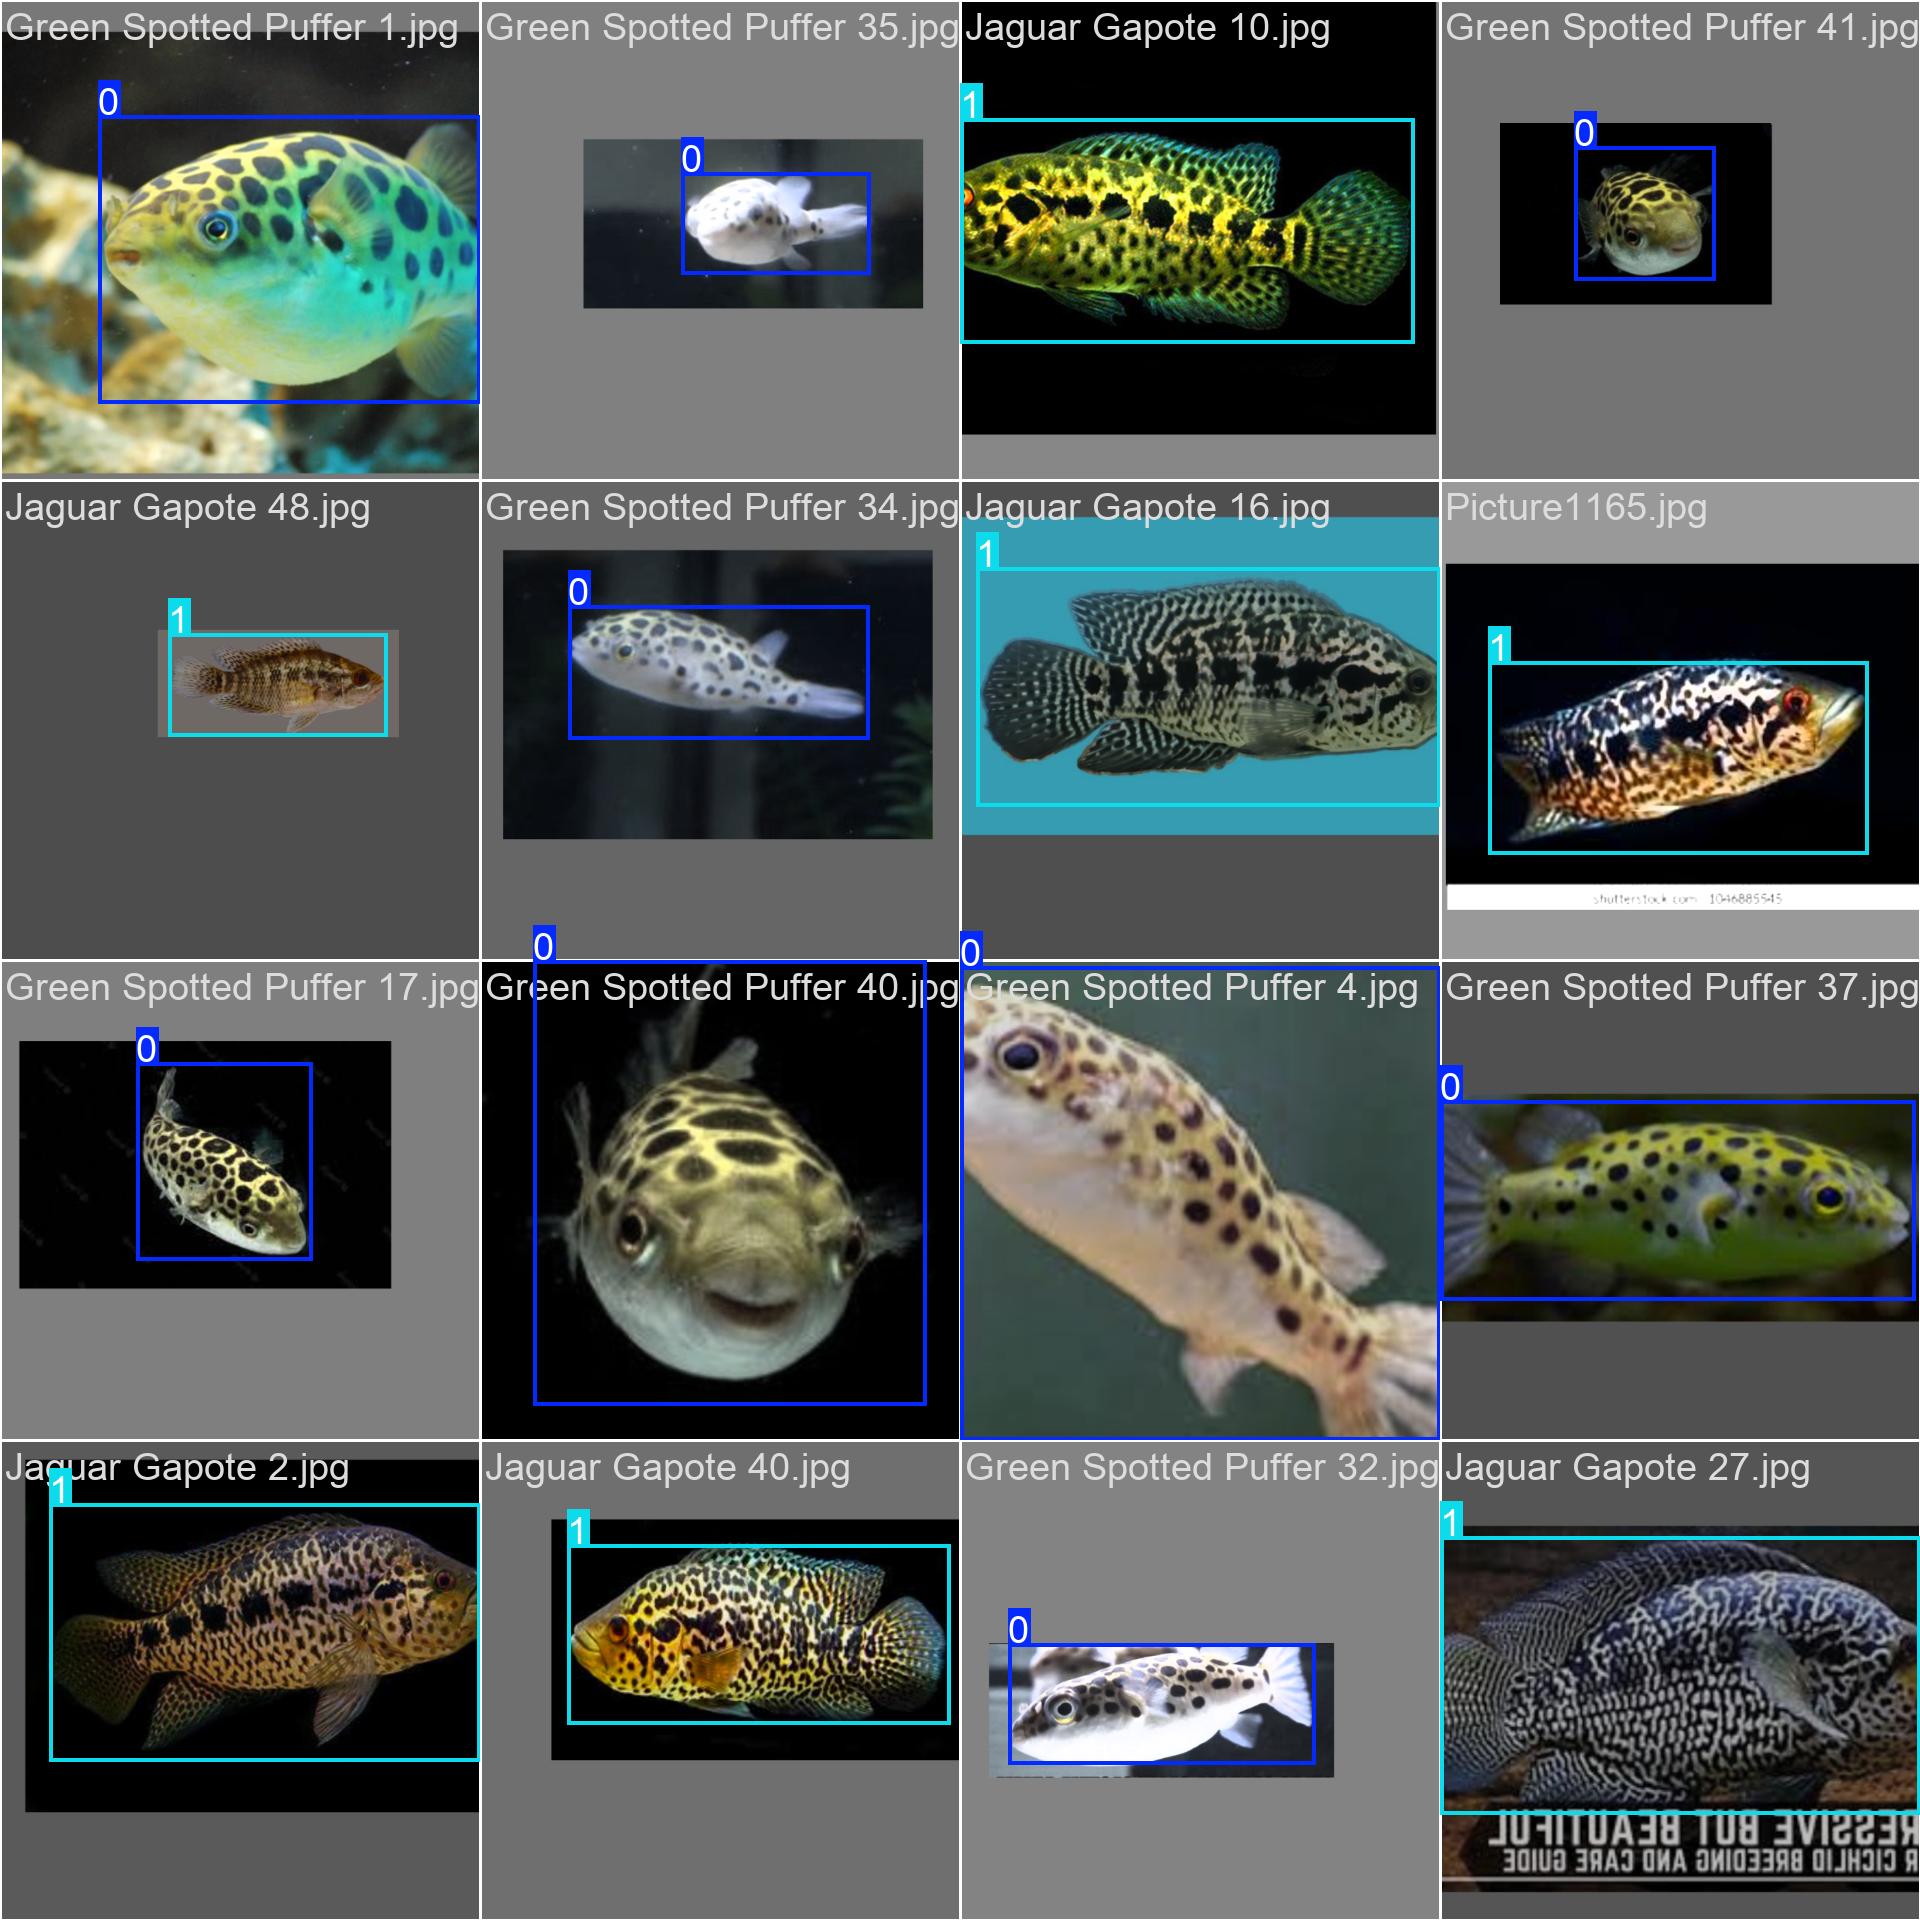 Green Spotted Puffer 1.jpg
Green Spotted Puffer 35.jpg
Jaguar Gapote 10.jpg
Green Spotted Puffer 41.jpg
0
0
1
0
Jaguar Gapote 48.jpg
Green Spotted Puffer 34.jpg
Jaguar Gapote 16.jpg
Picture1165.jpg
1
0
1
1
shutterstock.com 1046885545
Green Spotted Puffer 17.jpg
Green Spotted Puffer 40.jpg
Green Spotted Puffer 4.jpg
Green Spotted Puffer 37.jpg
0
0
0
0
Jaguar Gapote 2.jpg
Jaguar Gapote 40.jpg
Green Spotted Puffer 32.jpg
Jaguar Gapote 27.jpg
1
1
0
1
RESSIVE BUT BEAUTIFUL
R CICHLID BREEDING AND CARE GUIDE